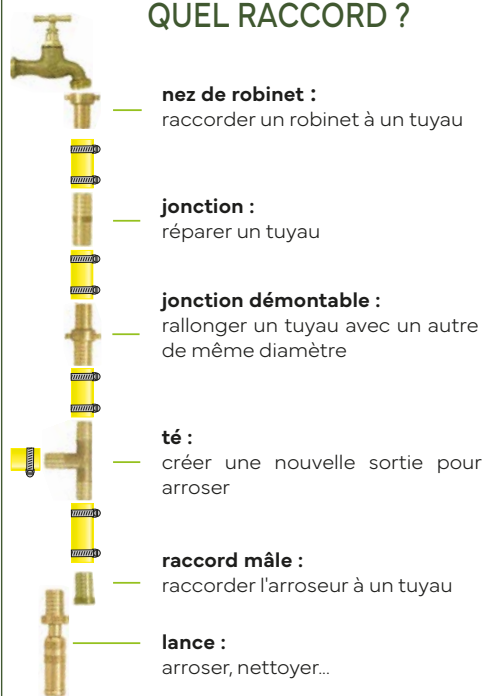 QUEL RACCORD ?
nez de robinet :
raccorder un robinet à un tuyau
jonction :
réparer un tuyau
jonction démontable :
rallonger un tuyau avec un autre
de même diamètre
té :
créer une nouvelle sortie pour
arroser
raccord mâle :
raccorder l'arroseur à un tuyau
lance :
arroser, nettoyer...